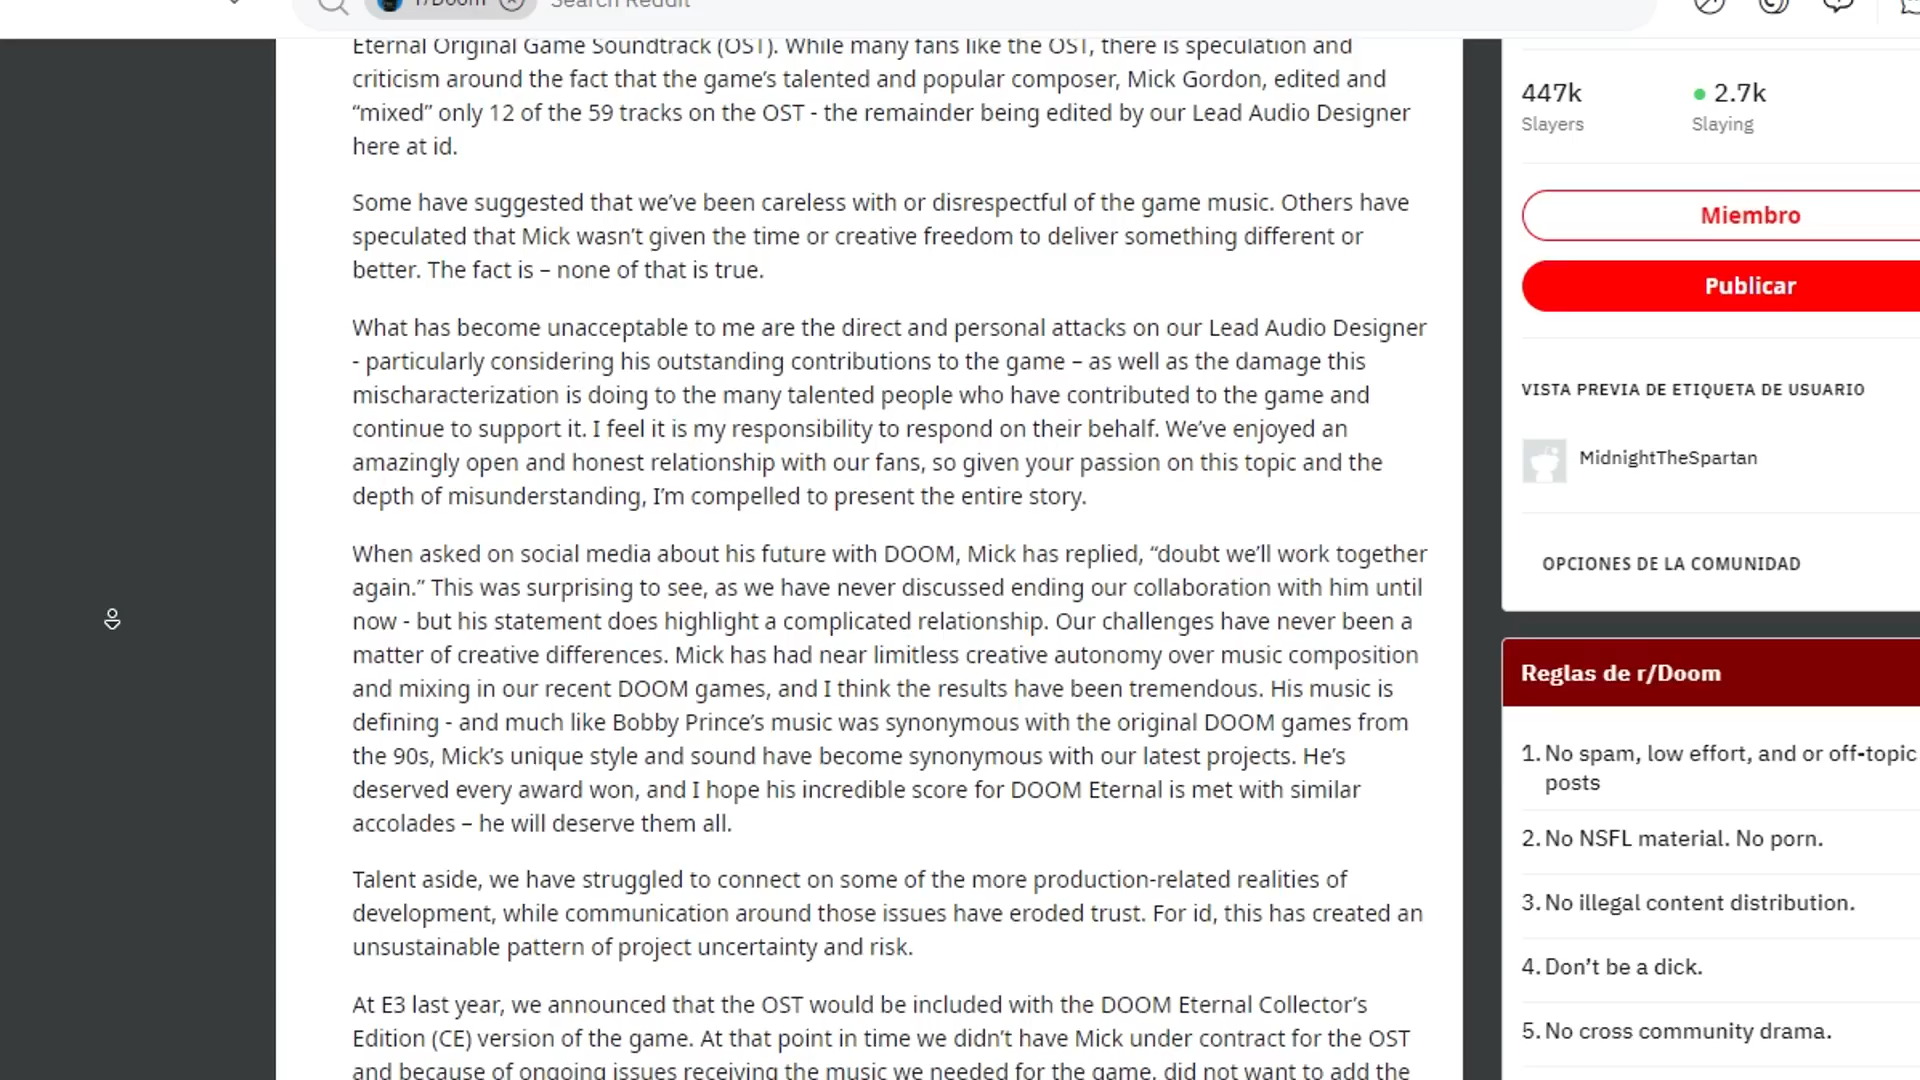 r/Doom Search Reddit
Eternal Original Game Soundtrack (OST). While many fans like the OST, there is speculation and
criticism around the fact that the game’s talented and popular composer, Mick Gordon, edited and
“mixed” only 12 of the 59 tracks on the OST - the remainder being edited by our Lead Audio Designer
here at id.
Some have suggested that we’ve been careless with or disrespectful of the game music. Others have
speculated that Mick wasn’t given the time or creative freedom to deliver something different or
better. The fact is – none of that is true.
What has become unacceptable to me are the direct and personal attacks on our Lead Audio Designer
- particularly considering his outstanding contributions to the game – as well as the damage this
mischaracterization is doing to the many talented people who have contributed to the game and
continue to support it. I feel it is my responsibility to respond on their behalf. We’ve enjoyed an
amazingly open and honest relationship with our fans, so given your passion on this topic and the
depth of misunderstanding, I’m compelled to present the entire story.
When asked on social media about his future with DOOM, Mick has replied, “doubt we’ll work together
again.” This was surprising to see, as we have never discussed ending our collaboration with him until
now - but his statement does highlight a complicated relationship. Our challenges have never been a
matter of creative differences. Mick has had near limitless creative autonomy over music composition
and mixing in our recent DOOM games, and I think the results have been tremendous. His music is
defining - and much like Bobby Prince’s music was synonymous with the original DOOM games from
the 90s, Mick’s unique style and sound have become synonymous with our latest projects. He’s
deserved every award won, and I hope his incredible score for DOOM Eternal is met with similar
accolades – he will deserve them all.
Talent aside, we have struggled to connect on some of the more production-related realities of
development, while communication around those issues have eroded trust. For id, this has created an
unsustainable pattern of project uncertainty and risk.
At E3 last year, we announced that the OST would be included with the DOOM Eternal Collector’s
Edition (CE) version of the game. At that point in time we didn’t have Mick under contract for the OST
and because of ongoing issues receiving the music we needed for the game, did not want to add the
447k 2.7k
Slayers Slaying
Miembro
Publicar
VISTA PREVIA DE ETIQUETA DE USUARIO
MidnightTheSpartan
OPCIONES DE LA COMUNIDAD
Reglas de r/Doom
1. No spam, low effort, and or off-topic
posts
2. No NSFL material. No porn.
3. No illegal content distribution.
4. Don’t be a dick.
5. No cross community drama.